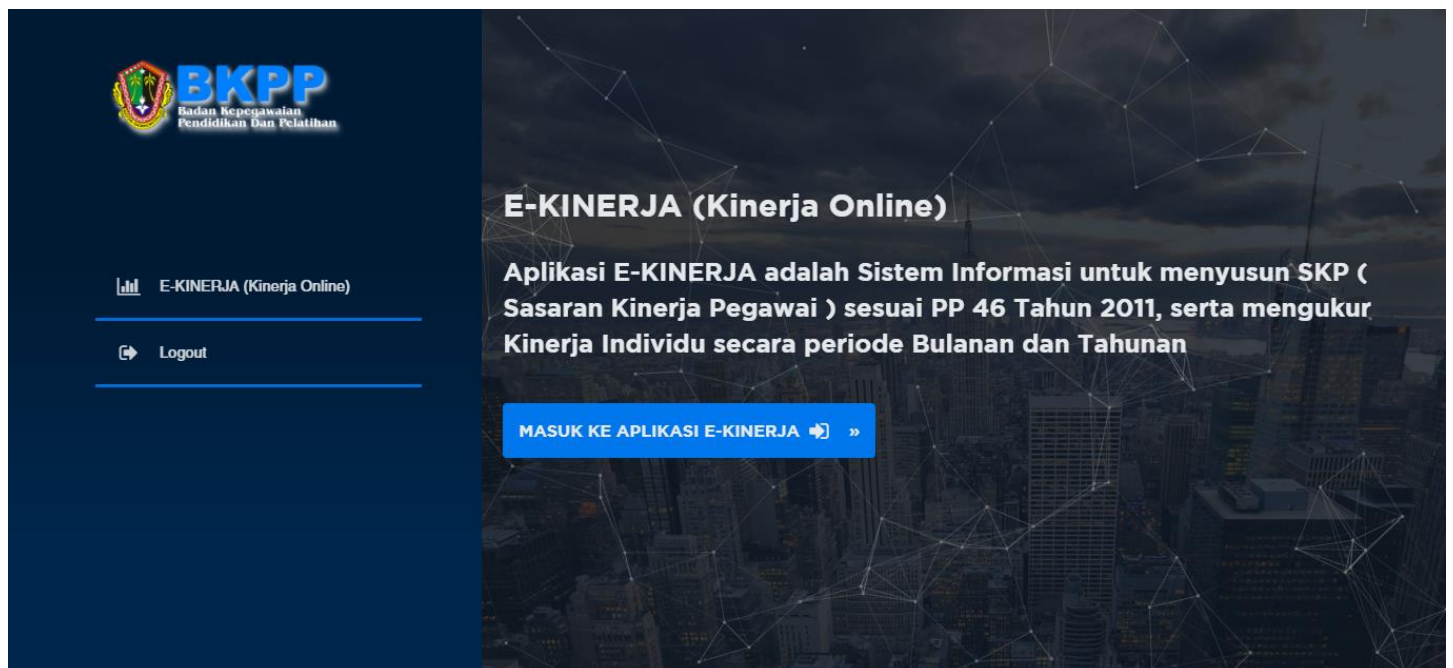 BKPP
Badan Kepegawaian
Pendidikan Dan Pelatihan
E-KINERJA (Kinerja Online)
Logout
E-KINERJA (Kinerja Online)
Aplikasi E-KINERJA adalah Sistem Informasi untuk menyusun SKP (
Sasaran Kinerja Pegawai ) sesuai PP 46 Tahun 2011, serta mengukur
Kinerja Individu secara periode Bulanan dan Tahunan
MASUK KE APLIKASI E-KINERJA »